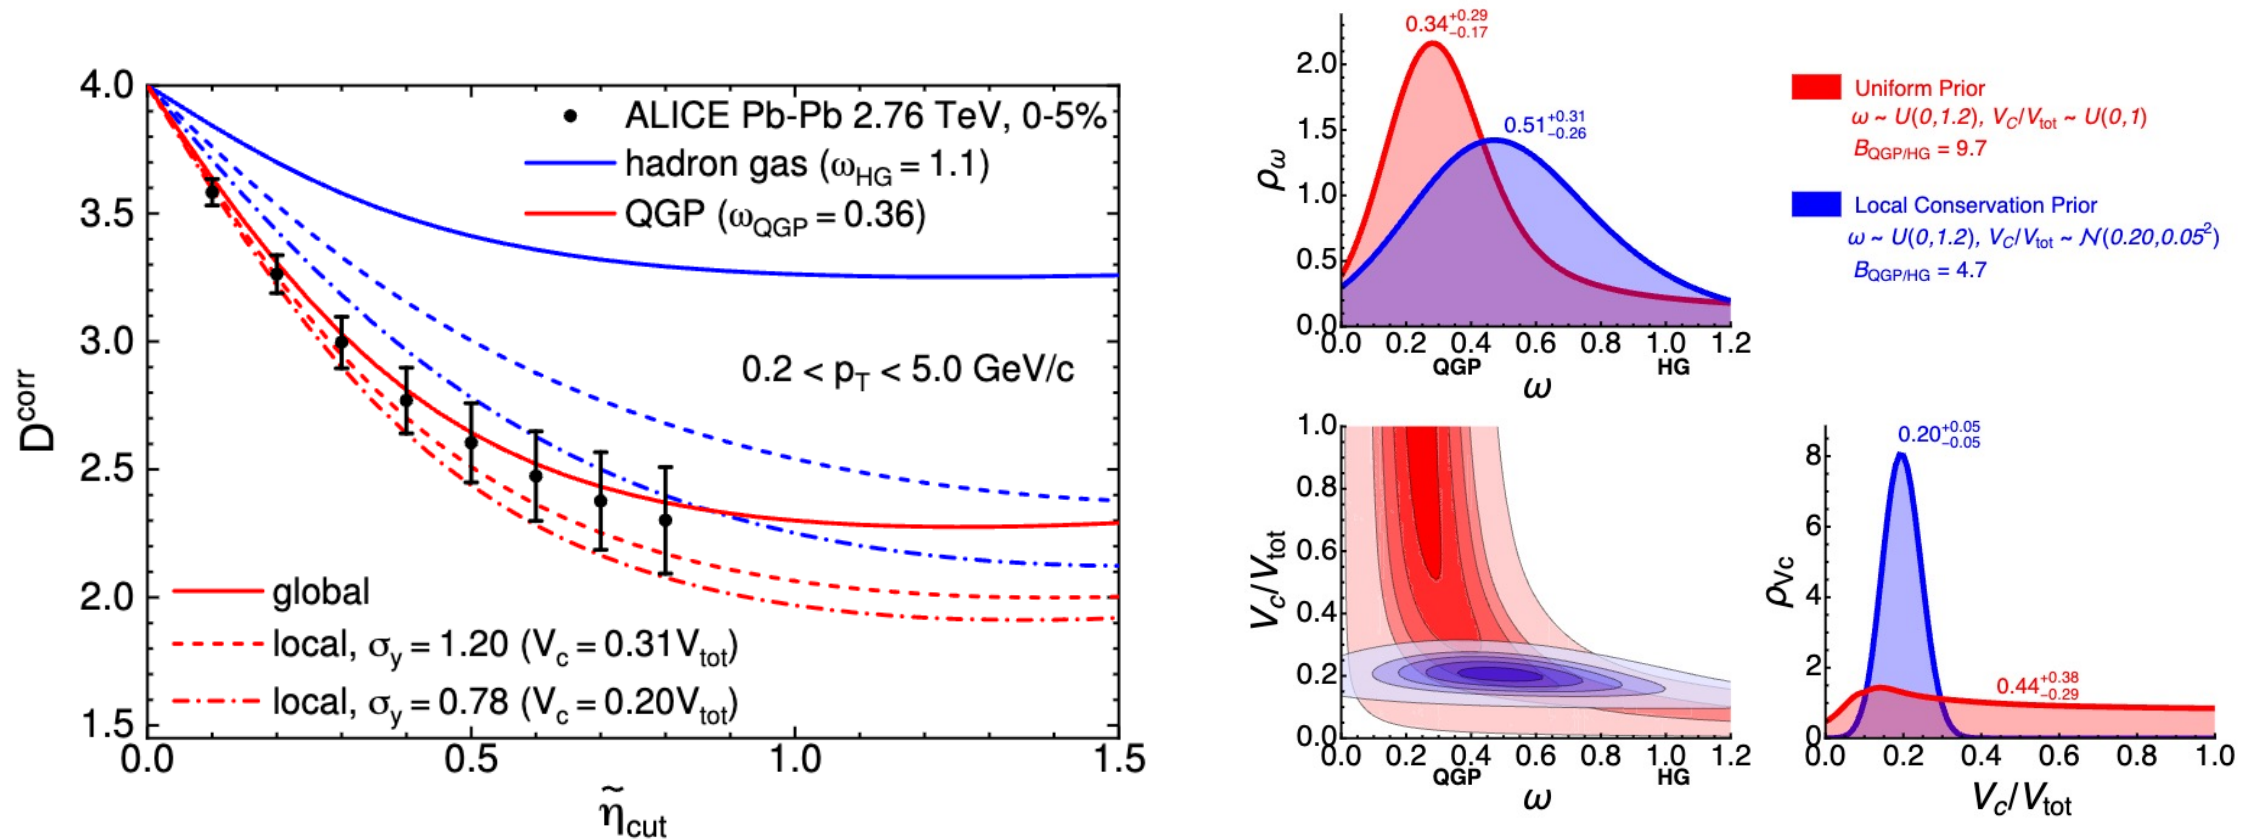 4.0
3.5
3.0
2.5
2.0
1.5
D^corr
0.0 0.5 1.0 1.5
η̃_cut
ALICE Pb-Pb 2.76 TeV, 0-5%
hadron gas (ω_HG = 1.1)
QGP (ω_QGP = 0.36)
0.2 < p_T < 5.0 GeV/c
global
local, σ_y = 1.20 (V_c = 0.31V_tot)
local, σ_y = 0.78 (V_c = 0.20V_tot)
0.34^{+0.29}_{-0.17}
0.51^{+0.31}_{-0.26}
2.0
1.5
1.0
0.5
0.0
ρ_ω
0.0 0.2 0.4 0.6 0.8 1.0 1.2
QGP HG
ω
Uniform Prior
ω ~ U(0,1.2), V_C/V_tot ~ U(0,1)
B_QGP/HG = 9.7
Local Conservation Prior
ω ~ U(0,1.2), V_C/V_tot ~ N(0.20,0.05²)
B_QGP/HG = 4.7
1.0
0.8
0.6
0.4
0.2
0.0
V_c/V_tot
0.0 0.2 0.4 0.6 0.8 1.0 1.2
QGP HG
ω
0.20^{+0.05}_{-0.05}
0.44^{+0.38}_{-0.29}
8
6
4
2
0
ρ_Vc
0.0 0.2 0.4 0.6 0.8 1.0
V_c/V_tot